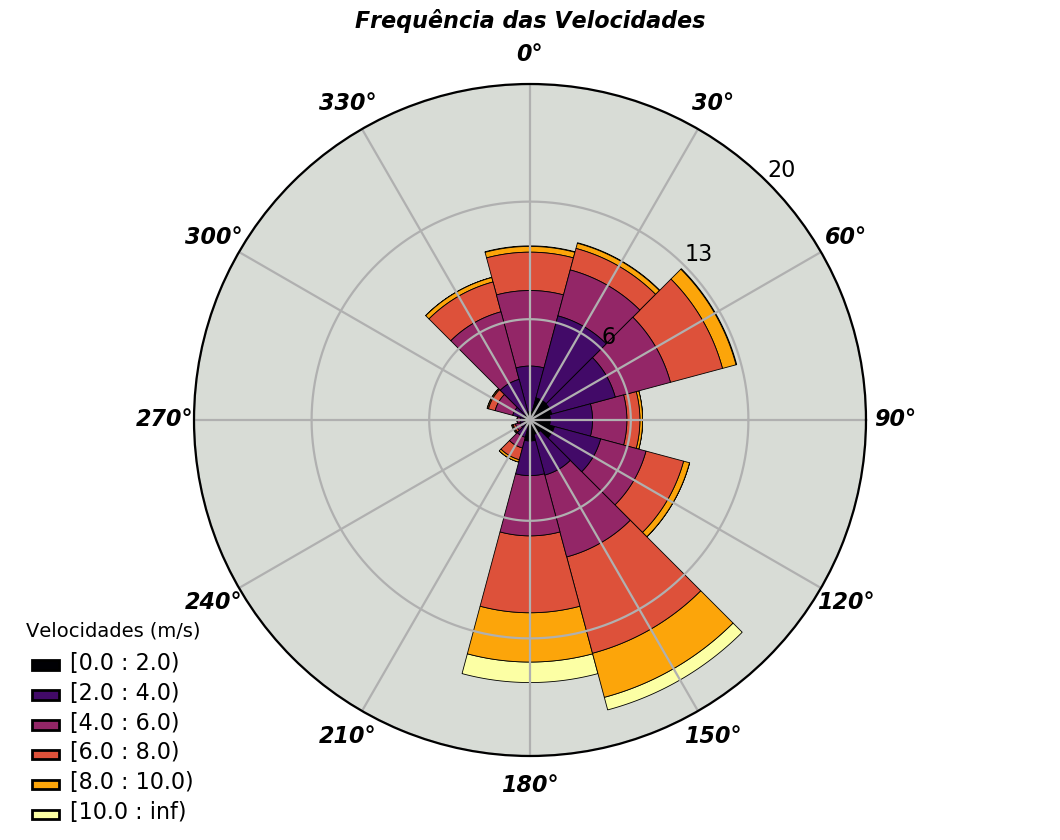 Frequência das Velocidades
0°
330°
30°
20
300°
60°
13
6
270°
90°
240°
120°
Velocidades (m/s)
[0.0 : 2.0)
[2.0 : 4.0)
[4.0 : 6.0)
210°
150°
[6.0 : 8.0)
[8.0 : 10.0)
180°
[10.0 : inf)